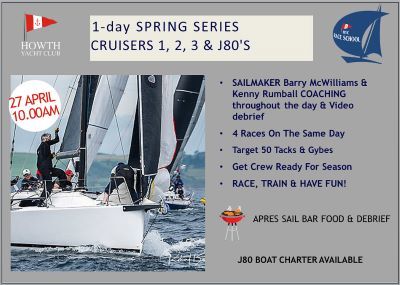 HOWTH
YACHT CLUB
1-day SPRING SERIES
CRUISERS 1, 2, 3 & J80'S
RACE SCHOOL
27 APRIL
10.00AM
• SAILMAKER Barry McWilliams &
Kenny Rumball COACHING
throughout the day & Video
debrief
• 4 Races On The Same Day
• Target 50 Tacks & Gybes
• Get Crew Ready For Season
• RACE, TRAIN & HAVE FUN!
APRES SAIL BAR FOOD & DEBRIEF
J80 BOAT CHARTER AVAILABLE